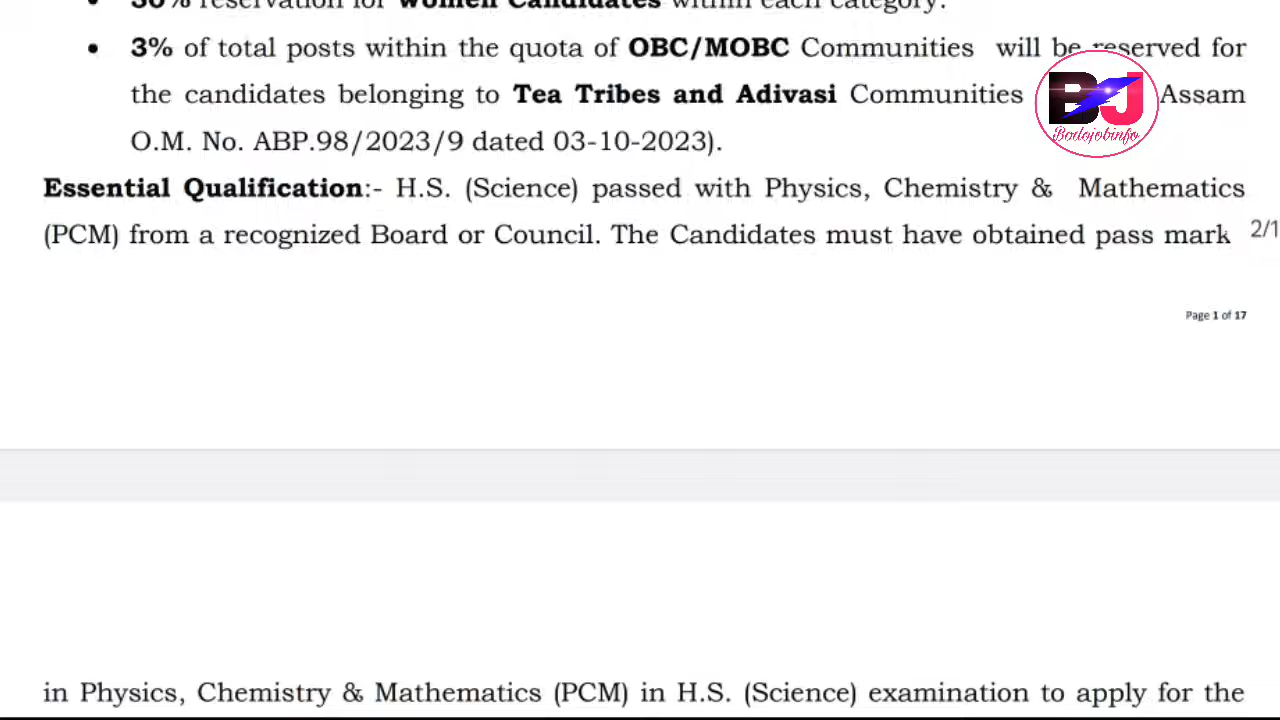 30% reservation for Women Candidates within each category.
• 3% of total posts within the quota of OBC/MOBC Communities will be reserved for
the candidates belonging to Tea Tribes and Adivasi Communities Assam
BJ
Bodojobinfo
O.M. No. ABP.98/2023/9 dated 03-10-2023).
Essential Qualification:- H.S. (Science) passed with Physics, Chemistry & Mathematics
(PCM) from a recognized Board or Council. The Candidates must have obtained pass mark
2/1
Page 1 of 17
in Physics, Chemistry & Mathematics (PCM) in H.S. (Science) examination to apply for the